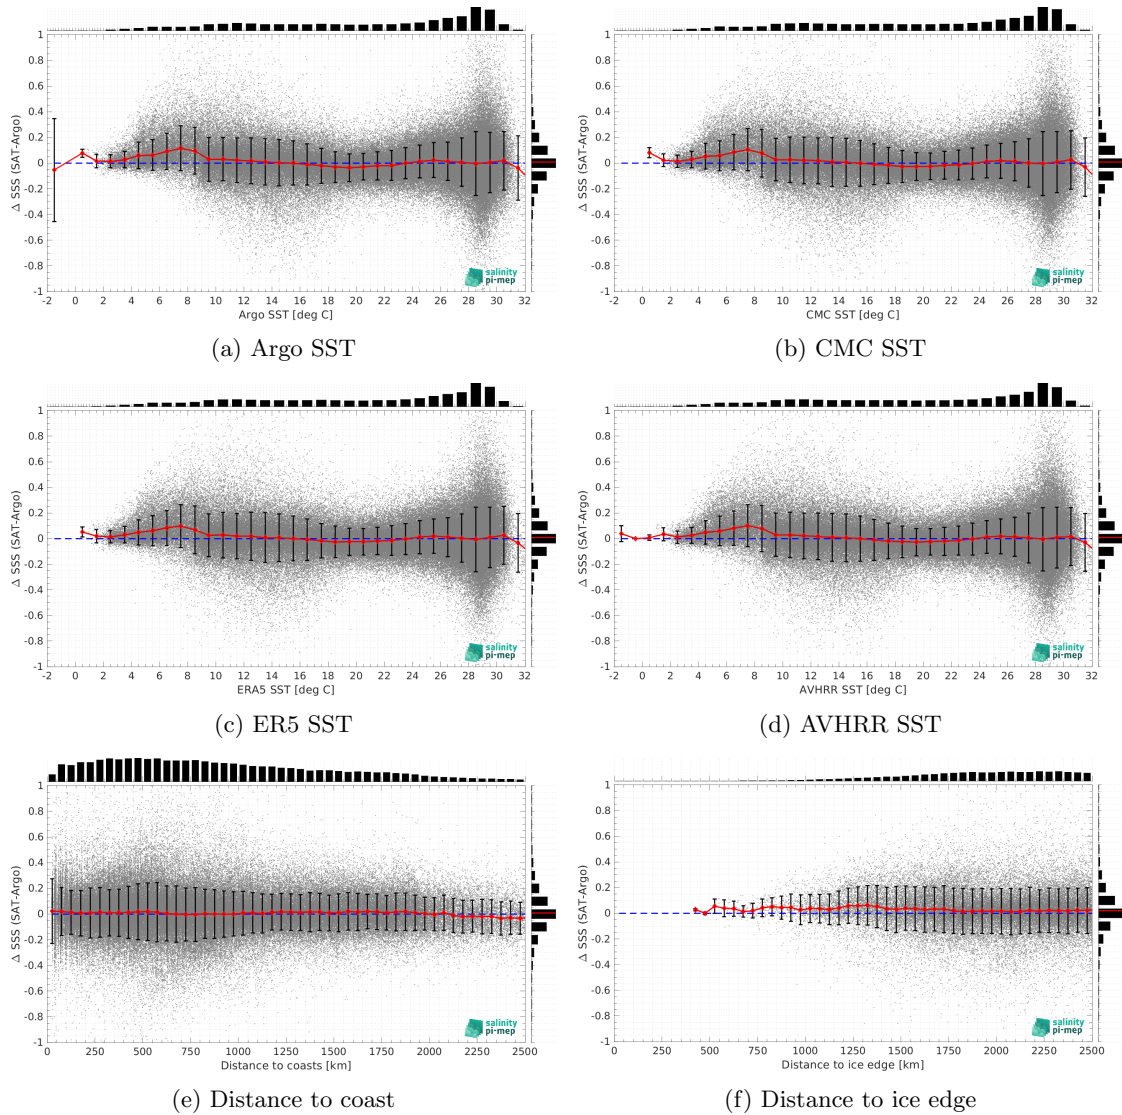 1
0.8
0.6
0.4
0.2
0
-0.2
-0.4
-0.6
-0.8
-1
Δ SSS (SAT-Argo)
salinity
pi-mep
-2 0 2 4 6 8 10 12 14 16 18 20 22 24 26 28 30 32
Argo SST [deg C]
(a) Argo SST
1
0.8
0.6
0.4
0.2
0
-0.2
-0.4
-0.6
-0.8
-1
Δ SSS (SAT-Argo)
salinity
pi-mep
-2 0 2 4 6 8 10 12 14 16 18 20 22 24 26 28 30 32
CMC SST [deg C]
(b) CMC SST
1
0.8
0.6
0.4
0.2
0
-0.2
-0.4
-0.6
-0.8
-1
Δ SSS (SAT-Argo)
salinity
pi-mep
-2 0 2 4 6 8 10 12 14 16 18 20 22 24 26 28 30 32
ERA5 SST [deg C]
(c) ER5 SST
1
0.8
0.6
0.4
0.2
0
-0.2
-0.4
-0.6
-0.8
-1
Δ SSS (SAT-Argo)
salinity
pi-mep
-2 0 2 4 6 8 10 12 14 16 18 20 22 24 26 28 30 32
AVHRR SST [deg C]
(d) AVHRR SST
1
0.8
0.6
0.4
0.2
0
-0.2
-0.4
-0.6
-0.8
-1
Δ SSS (SAT-Argo)
salinity
pi-mep
0 250 500 750 1000 1250 1500 1750 2000 2250 2500
Distance to coasts [km]
(e) Distance to coast
1
0.8
0.6
0.4
0.2
0
-0.2
-0.4
-0.6
-0.8
-1
Δ SSS (SAT-Argo)
salinity
pi-mep
0 250 500 750 1000 1250 1500 1750 2000 2250 2500
Distance to ice edge [km]
(f) Distance to ice edge